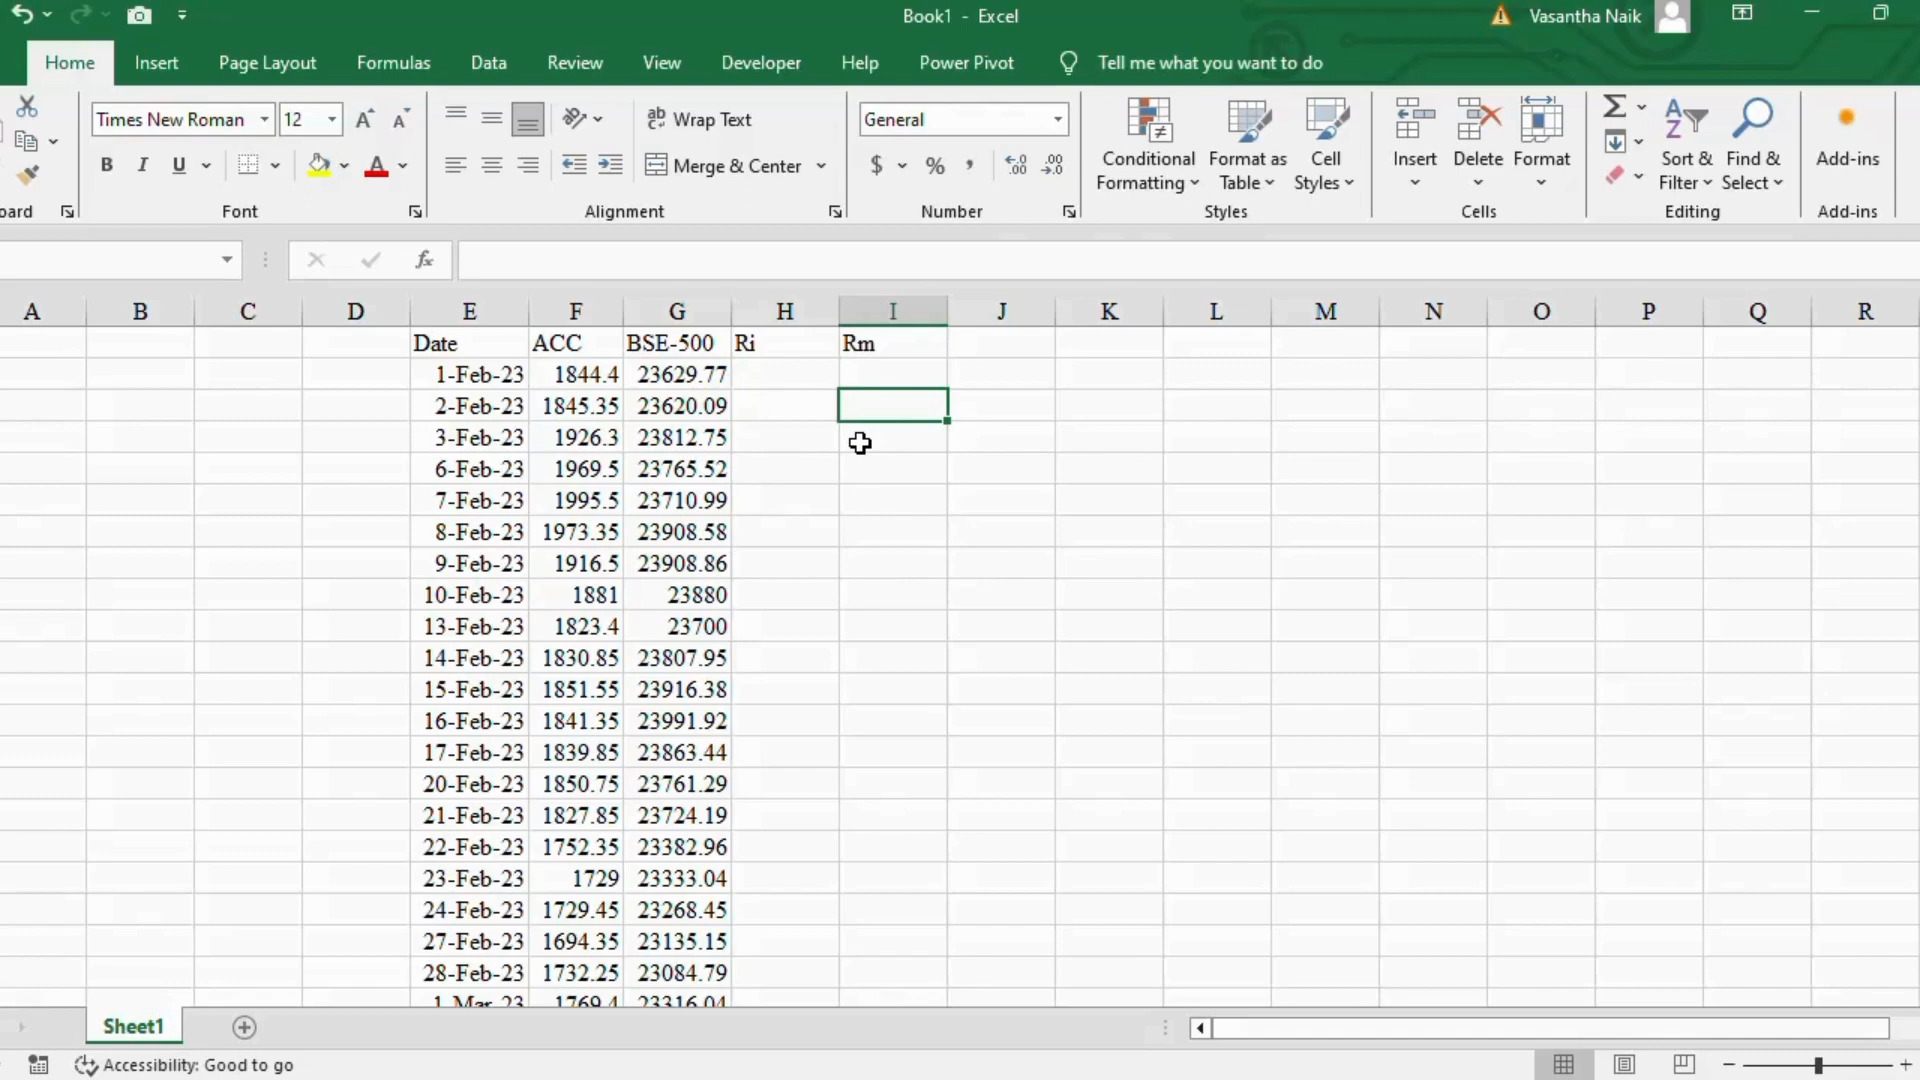 Book1 - Excel
Vasantha Naik
Home Insert Page Layout Formulas Data Review View Developer Help Power Pivot Tell me what you want to do
Times New Roman 12 A A
Wrap Text
General
B I U A
Merge & Center
$ % ,
Conditional Formatting
Format as Table
Cell Styles
Insert Delete Format
Sort & Filter
Find & Select
Add-ins
oard Font Alignment Number Styles Cells Editing Add-ins
fx
A B C D E F G H I J K L M N O P Q R
Date ACC BSE-500 Ri Rm
1-Feb-23 1844.4 23629.77
2-Feb-23 1845.35 23620.09
3-Feb-23 1926.3 23812.75
6-Feb-23 1969.5 23765.52
7-Feb-23 1995.5 23710.99
8-Feb-23 1973.35 23908.58
9-Feb-23 1916.5 23908.86
10-Feb-23 1881 23880
13-Feb-23 1823.4 23700
14-Feb-23 1830.85 23807.95
15-Feb-23 1851.55 23916.38
16-Feb-23 1841.35 23991.92
17-Feb-23 1839.85 23863.44
20-Feb-23 1850.75 23761.29
21-Feb-23 1827.85 23724.19
22-Feb-23 1752.35 23382.96
23-Feb-23 1729 23333.04
24-Feb-23 1729.45 23268.45
27-Feb-23 1694.35 23135.15
28-Feb-23 1732.25 23084.79
1-Mar-23 1769.4 23316.04
Sheet1
Accessibility: Good to go